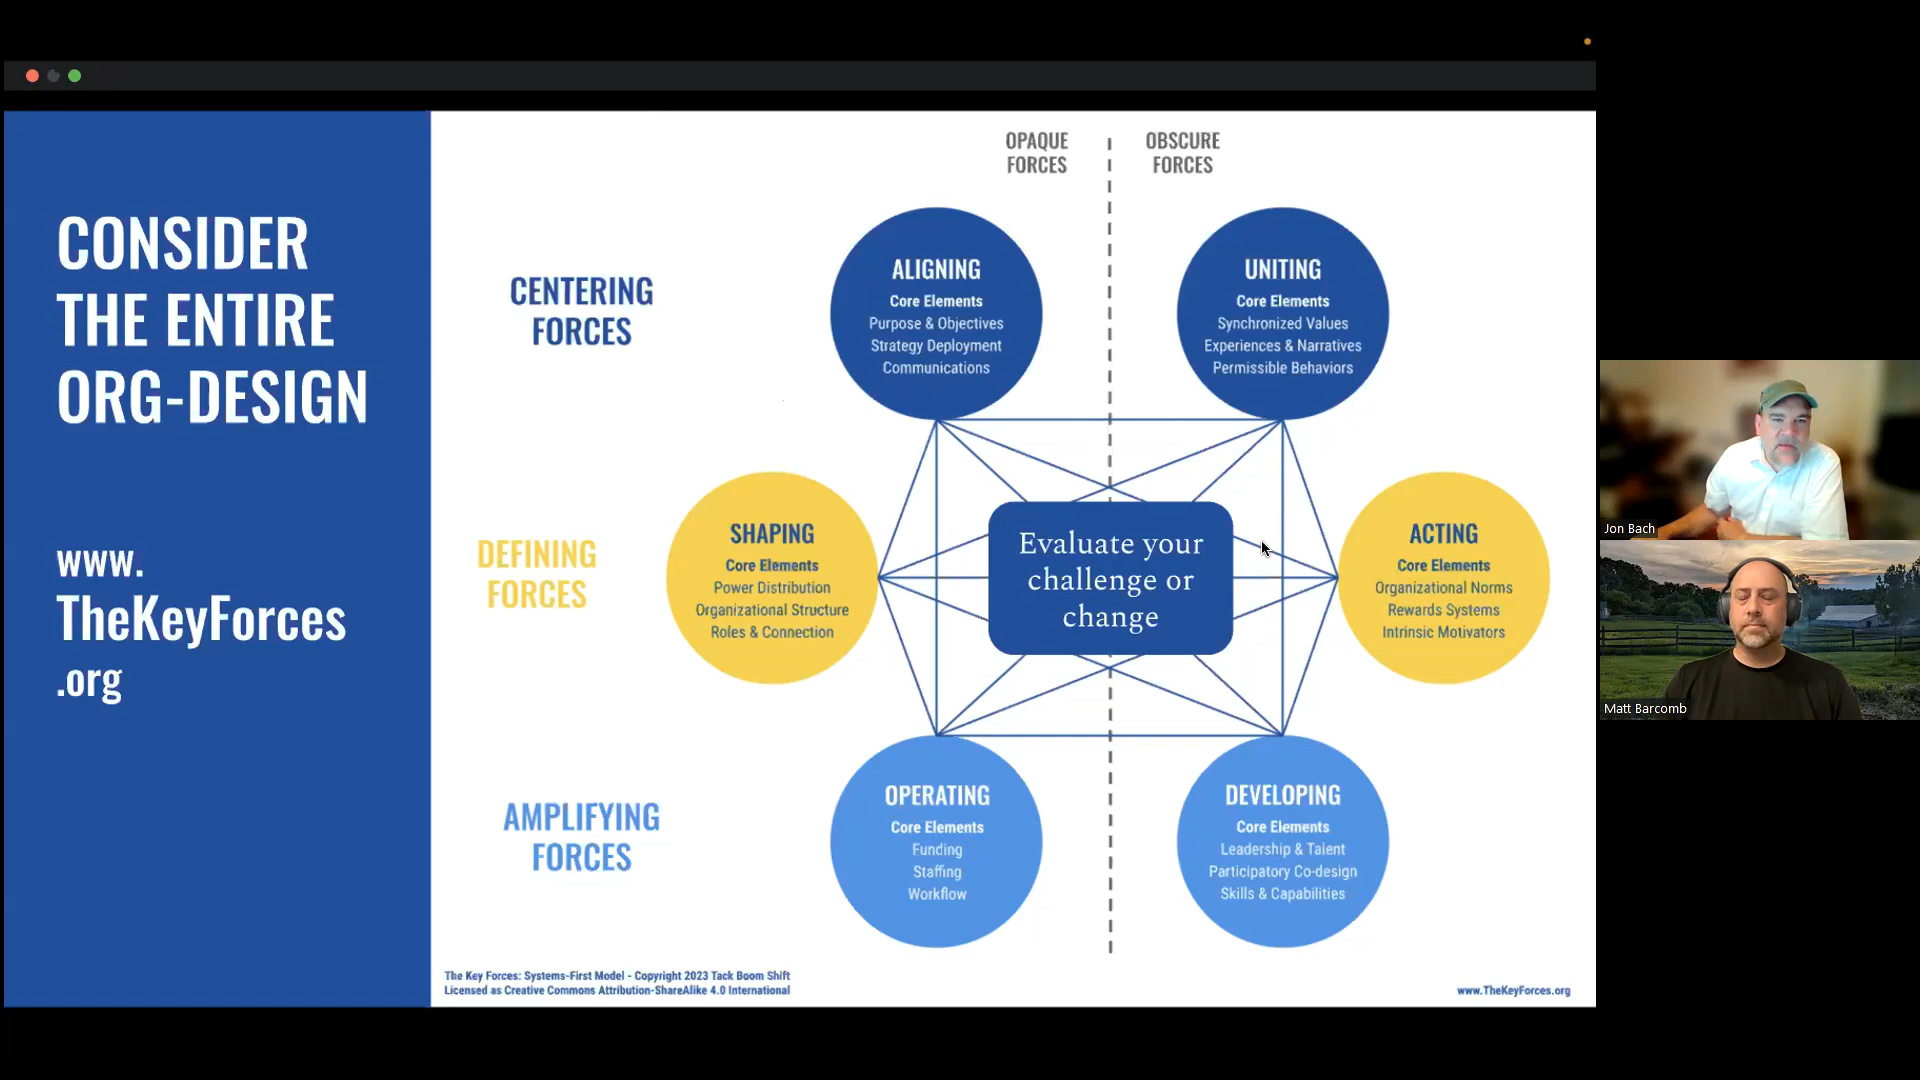 CONSIDER
THE ENTIRE
ORG-DESIGN
www.
TheKeyForces
.org
OPAQUE
FORCES
OBSCURE
FORCES
CENTERING
FORCES
ALIGNING
Core Elements
Purpose & Objectives
Strategy Deployment
Communications
UNITING
Core Elements
Synchronized Values
Experiences & Narratives
Permissible Behaviors
DEFINING
FORCES
SHAPING
Core Elements
Power Distribution
Organizational Structure
Roles & Connection
Evaluate your
challenge or
change
ACTING
Core Elements
Organizational Norms
Rewards Systems
Intrinsic Motivators
AMPLIFYING
FORCES
OPERATING
Core Elements
Funding
Staffing
Workflow
DEVELOPING
Core Elements
Leadership & Talent
Participatory Co-design
Skills & Capabilities
The Key Forces: Systems-First Model - Copyright 2023 Tack Boom Shift
Licensed as Creative Commons Attribution-ShareAlike 4.0 International
www.TheKeyForces.org
Jon Bach
Matt Barcomb